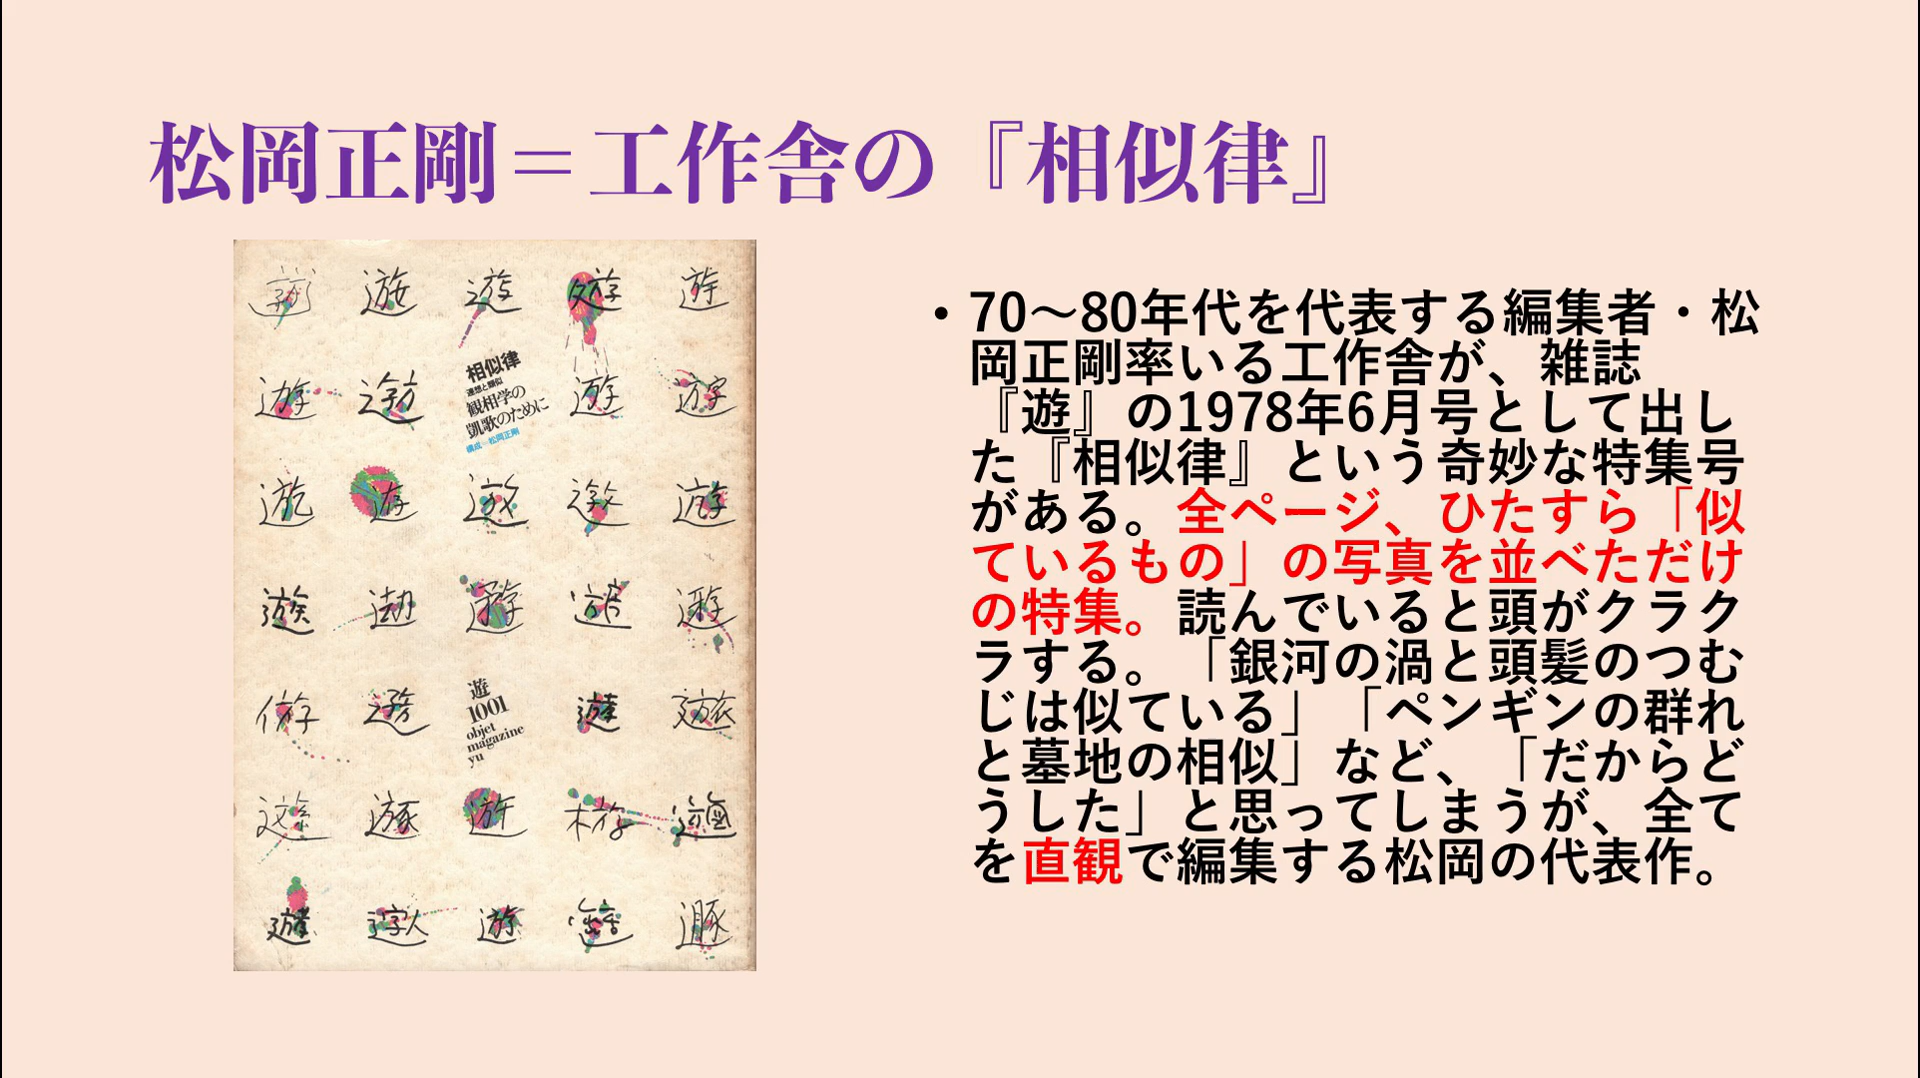 松岡正剛＝工作舎の『相似律』
相似律
連想と類似
観相学の
凱歌のために
構成―松岡正剛
遊
1001
objet
magazine
yu
• 70～80年代を代表する編集者・松
岡正剛率いる工作舎が、雑誌
『遊』の1978年6月号として出し
た『相似律』という奇妙な特集号
がある。全ページ、ひたすら「似
ているもの」の写真を並べただけ
の特集。読んでいると頭がクラク
ラする。「銀河の渦と頭髪のつむ
じは似ている」「ペンギンの群れ
と墓地の相似」など、「だからど
うした」と思ってしまうが、全て
を直観で編集する松岡の代表作。